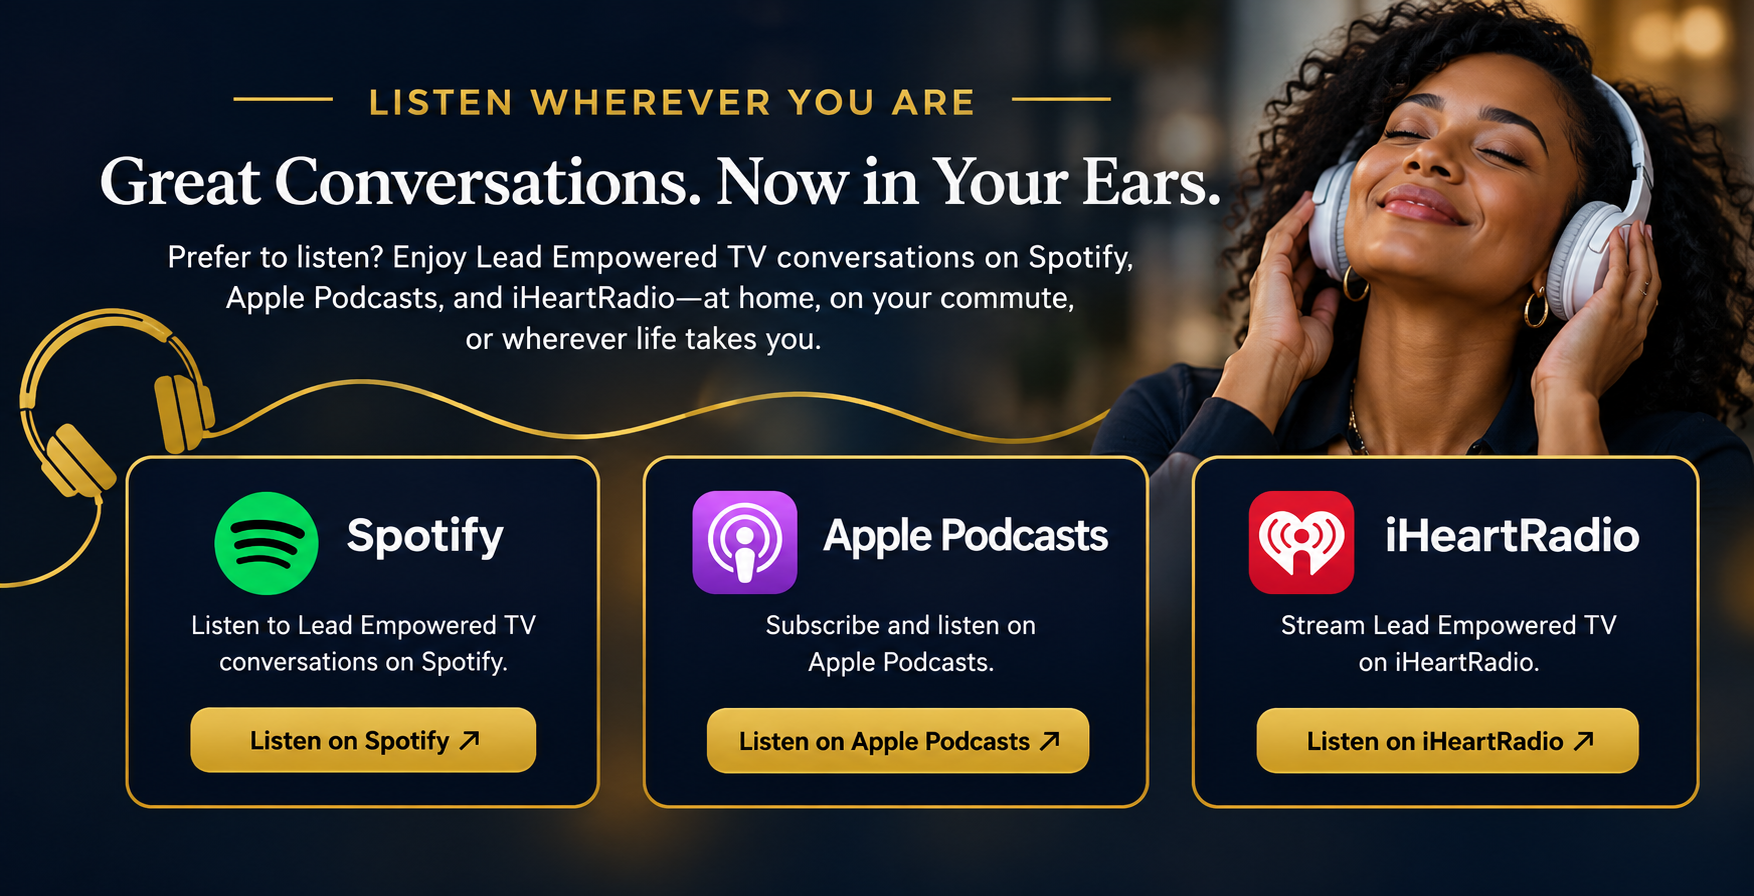 LISTEN WHEREVER YOU ARE
Great Conversations. Now in Your Ears.
Prefer to listen? Enjoy Lead Empowered TV conversations on Spotify,
Apple Podcasts, and iHeartRadio—at home, on your commute,
or wherever life takes you.
Spotify
Listen to Lead Empowered TV
conversations on Spotify.
Listen on Spotify ↗
Apple Podcasts
Subscribe and listen on
Apple Podcasts.
Listen on Apple Podcasts ↗
iHeartRadio
Stream Lead Empowered TV
on iHeartRadio.
Listen on iHeartRadio ↗